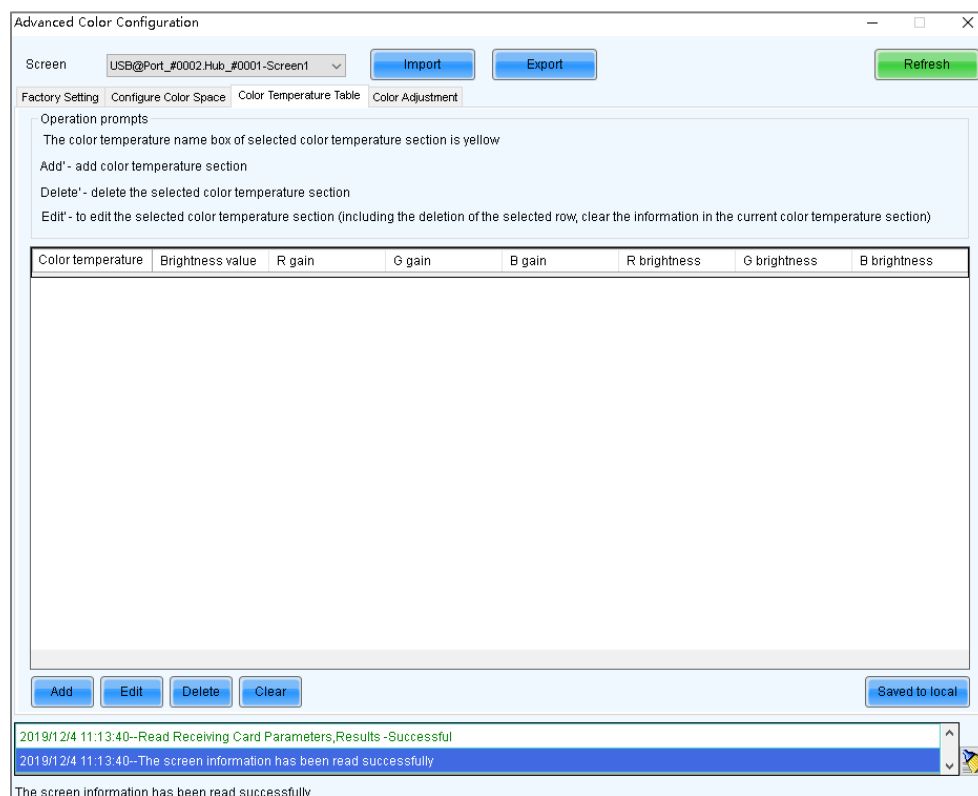 Advanced Color Configuration
Screen USB@Port_#0002.Hub_#0001-Screen1 Import Export Refresh
Factory Setting Configure Color Space Color Temperature Table Color Adjustment
Operation prompts
The color temperature name box of selected color temperature section is yellow
Add' - add color temperature section
Delete' - delete the selected color temperature section
Edit' - to edit the selected color temperature section (including the deletion of the selected row, clear the information in the current color temperature section)
Color temperature Brightness value R gain G gain B gain R brightness G brightness B brightness
Add Edit Delete Clear Saved to local
2019/12/4 11:13:40--Read Receiving Card Parameters,Results -Successful
2019/12/4 11:13:40--The screen information has been read successfully
The screen information has been read successfully